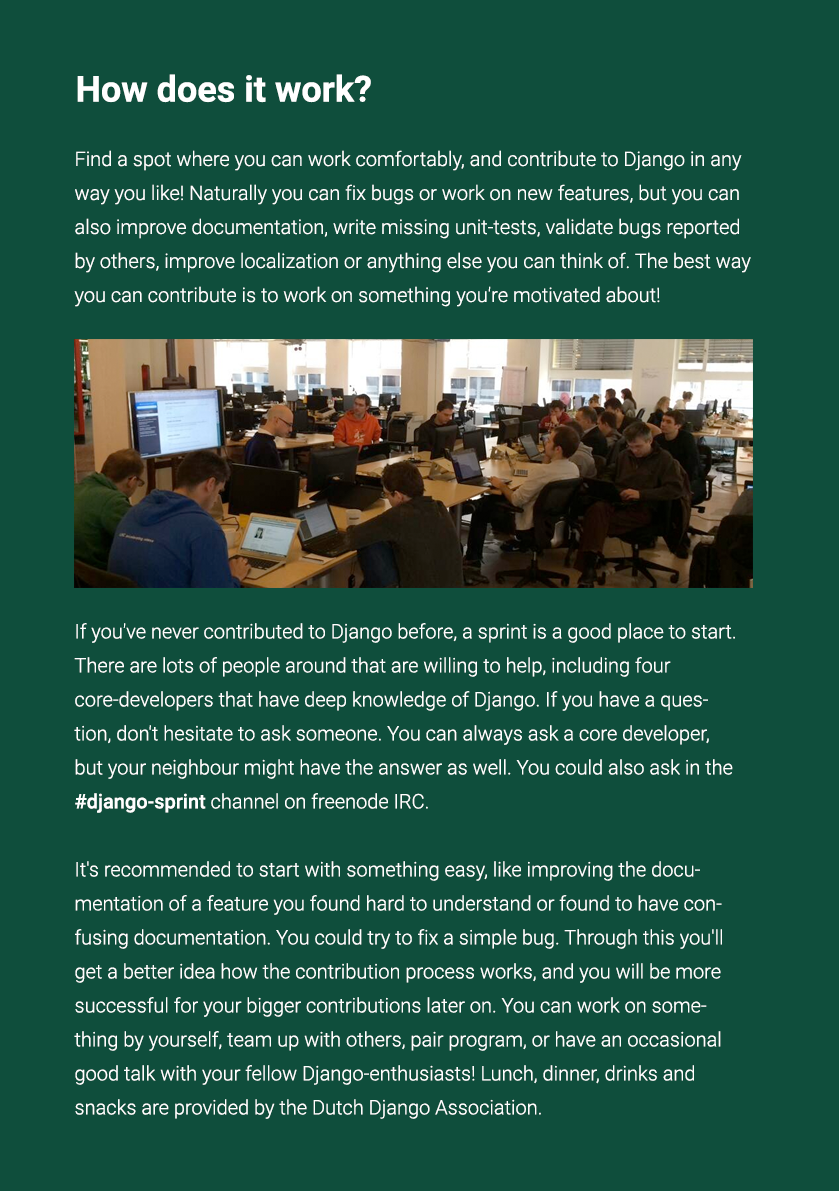 How does it work?
Find a spot where you can work comfortably, and contribute to Django in any
way you like! Naturally you can fix bugs or work on new features, but you can
also improve documentation, write missing unit-tests, validate bugs reported
by others, improve localization or anything else you can think of. The best way
you can contribute is to work on something you're motivated about!
If you've never contributed to Django before, a sprint is a good place to start.
There are lots of people around that are willing to help, including four
core-developers that have deep knowledge of Django. If you have a ques-
tion, don't hesitate to ask someone. You can always ask a core developer,
but your neighbour might have the answer as well. You could also ask in the
#django-sprint channel on freenode IRC.
It's recommended to start with something easy, like improving the docu-
mentation of a feature you found hard to understand or found to have con-
fusing documentation. You could try to fix a simple bug. Through this you'll
get a better idea how the contribution process works, and you will be more
successful for your bigger contributions later on. You can work on some-
thing by yourself, team up with others, pair program, or have an occasional
good talk with your fellow Django-enthusiasts! Lunch, dinner, drinks and
snacks are provided by the Dutch Django Association.